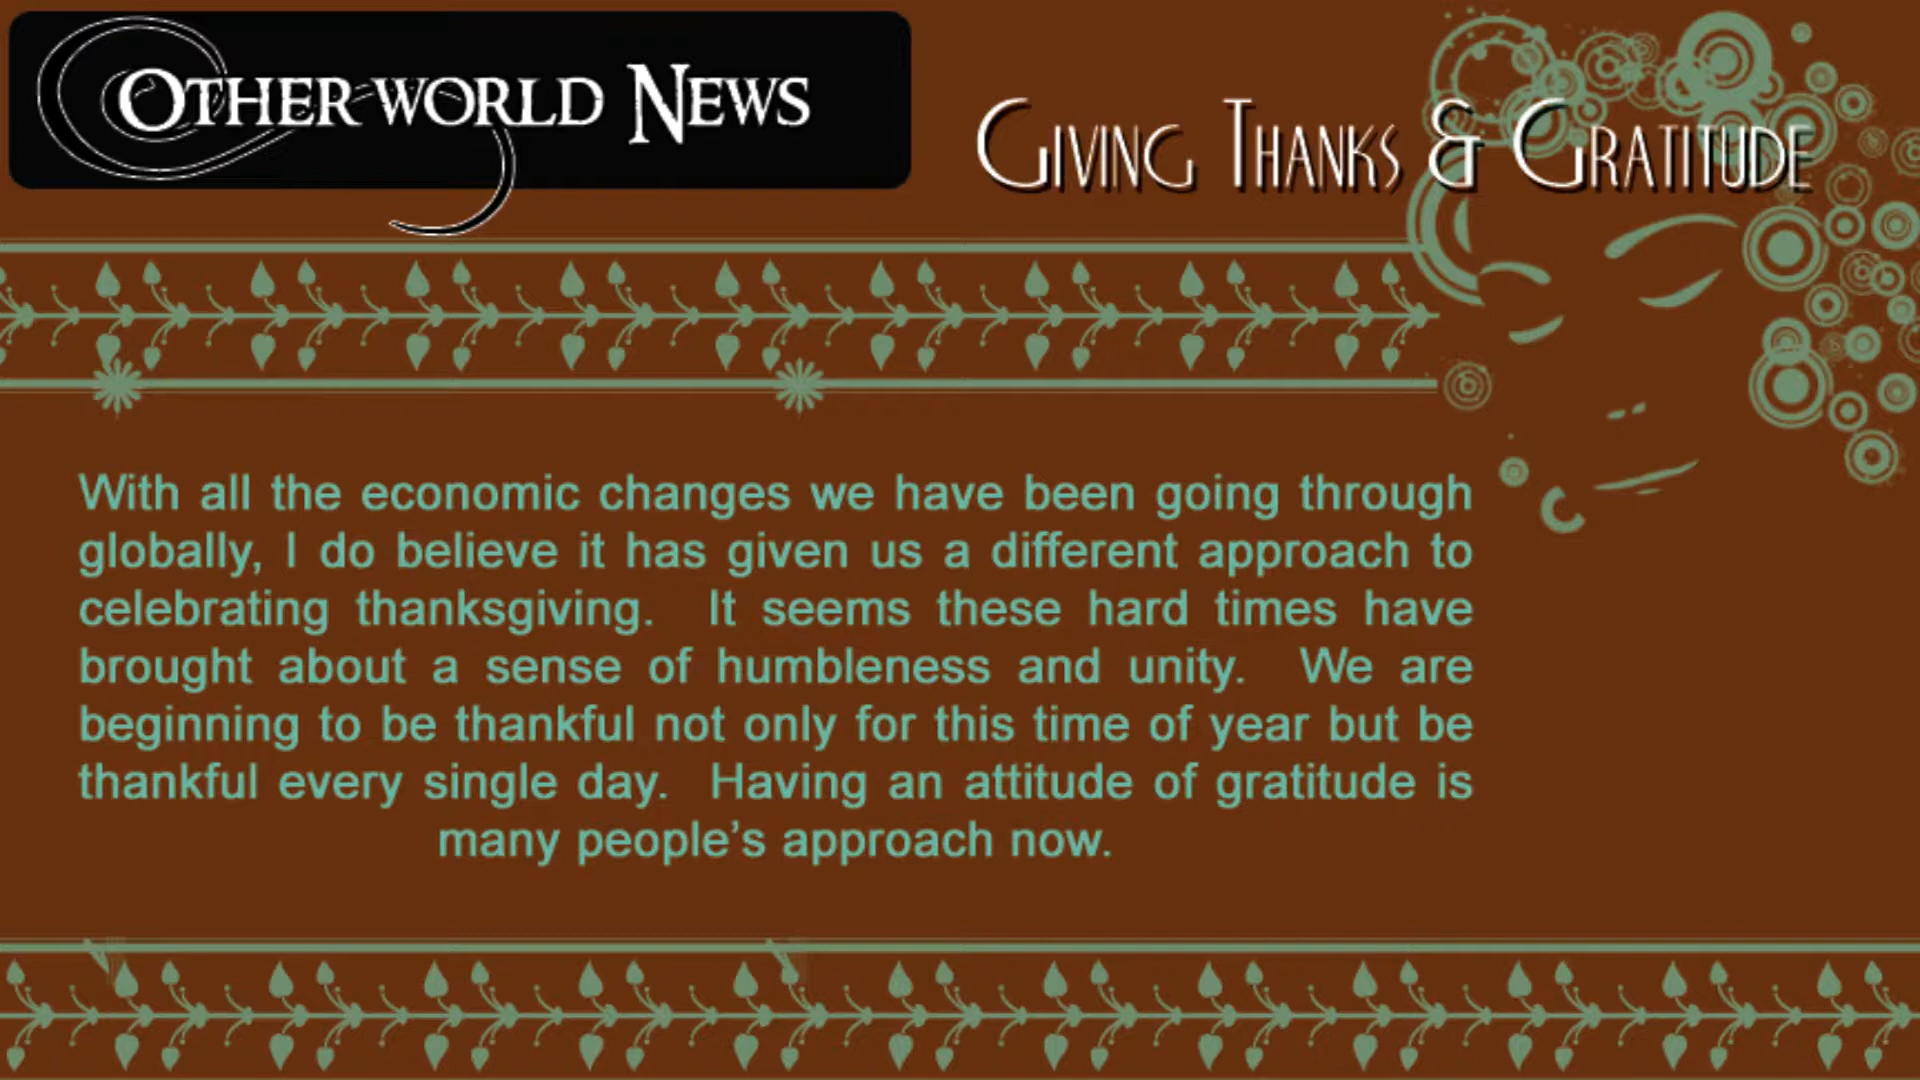 Otherworld News
Giving Thanks & Gratitude
With all the economic changes we have been going through
globally, I do believe it has given us a different approach to
celebrating thanksgiving.  It seems these hard times have
brought about a sense of humbleness and unity.  We are
beginning to be thankful not only for this time of year but be
thankful every single day.  Having an attitude of gratitude is
many people’s approach now.